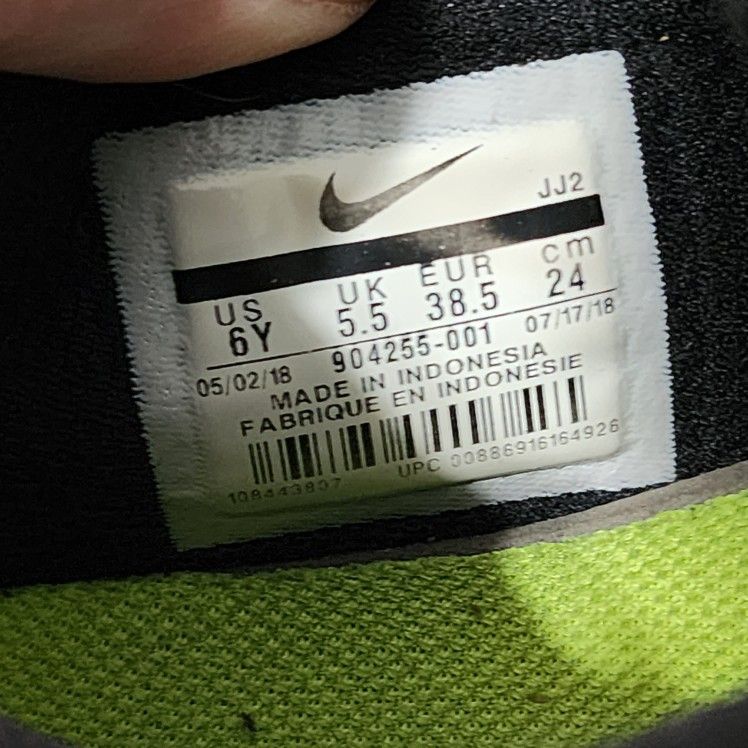 JJ2
US UK EUR cm
6Y 5.5 38.5 24
05/02/18 904255-001 07/17/18
MADE IN INDONESIA
FABRIQUE EN INDONESIE
108443807 UPC 00886916164926